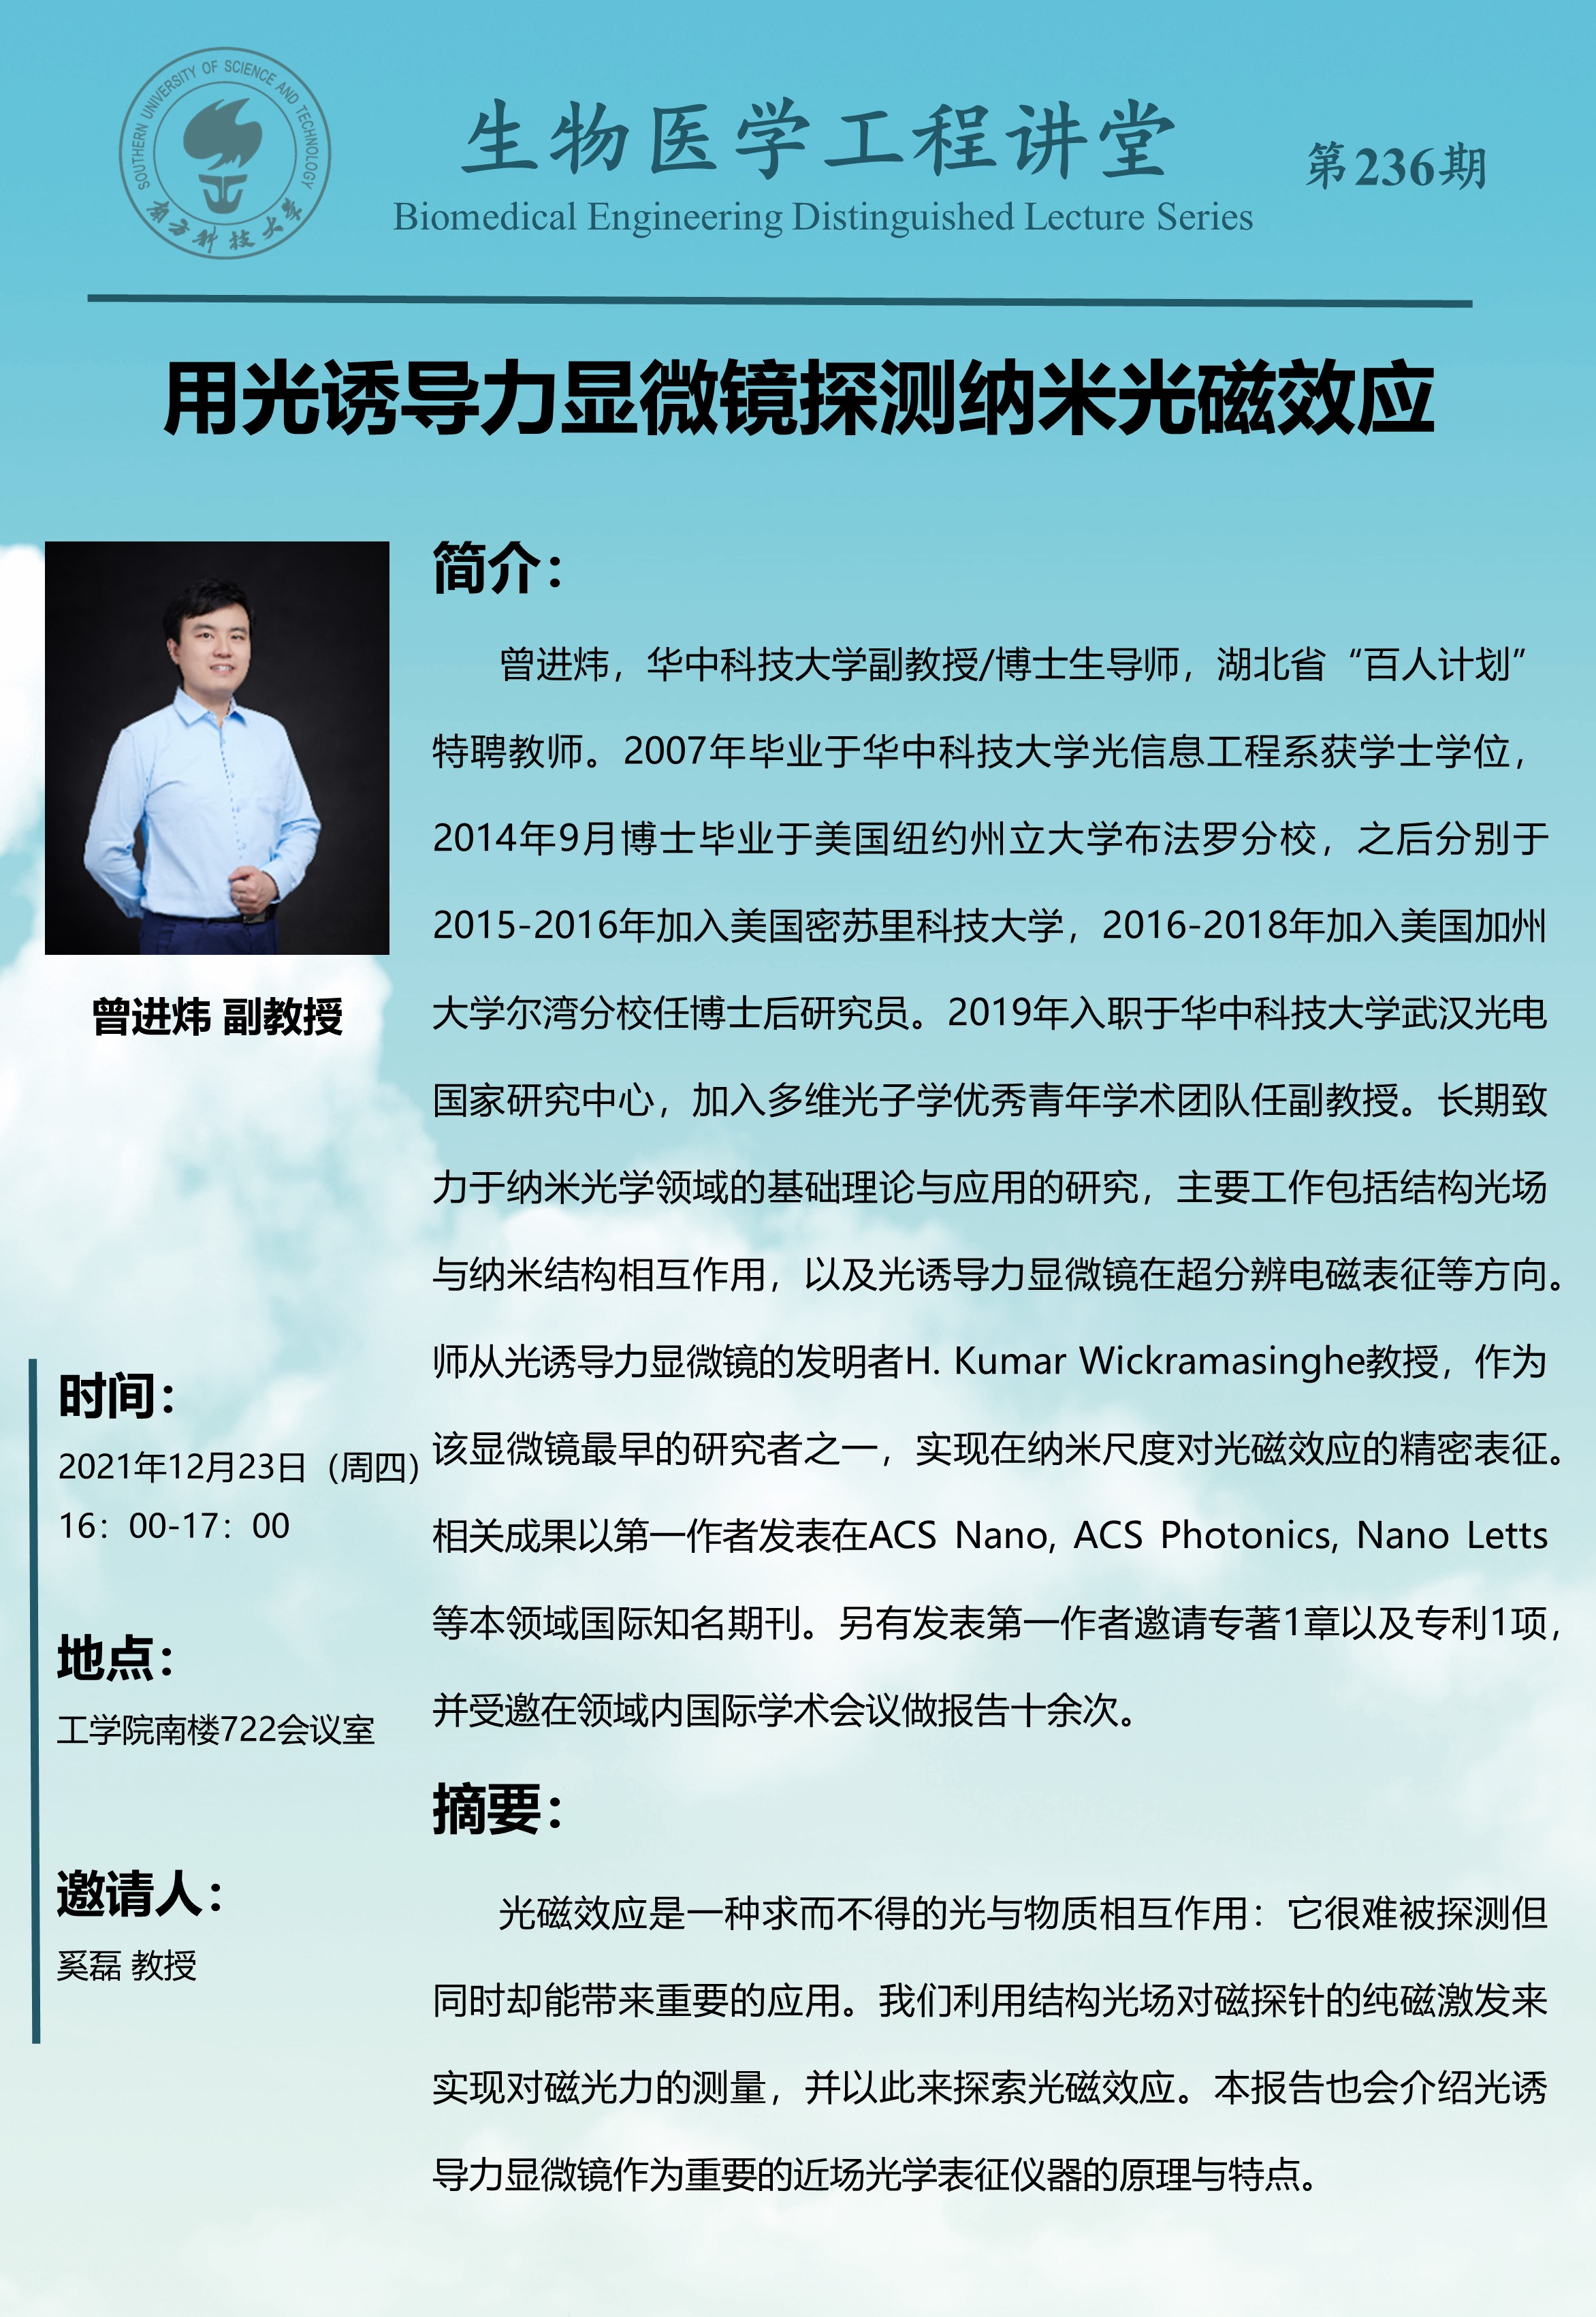 SOUTHERN UNIVERSITY OF SCIENCE AND TECHNOLOGY
南方科技大学
生物医学工程讲堂
第236期
Biomedical Engineering Distinguished Lecture Series
用光诱导力显微镜探测纳米光磁效应
曾进炜 副教授
时间：
2021年12月23日（周四）
16：00-17：00
地点：
工学院南楼722会议室
邀请人：
奚磊 教授
简介：
曾进炜，华中科技大学副教授/博士生导师，湖北省“百人计划”
特聘教师。2007年毕业于华中科技大学光信息工程系获学士学位，
2014年9月博士毕业于美国纽约州立大学布法罗分校，之后分别于
2015-2016年加入美国密苏里科技大学，2016-2018年加入美国加州
大学尔湾分校任博士后研究员。2019年入职于华中科技大学武汉光电
国家研究中心，加入多维光子学优秀青年学术团队任副教授。长期致
力于纳米光学领域的基础理论与应用的研究，主要工作包括结构光场
与纳米结构相互作用，以及光诱导力显微镜在超分辨电磁表征等方向。
师从光诱导力显微镜的发明者H. Kumar Wickramasinghe教授，作为
该显微镜最早的研究者之一，实现在纳米尺度对光磁效应的精密表征。
相关成果以第一作者发表在ACS Nano, ACS Photonics, Nano Letts
等本领域国际知名期刊。另有发表第一作者邀请专著1章以及专利1项，
并受邀在领域内国际学术会议做报告十余次。
摘要：
光磁效应是一种求而不得的光与物质相互作用：它很难被探测但
同时却能带来重要的应用。我们利用结构光场对磁探针的纯磁激发来
实现对磁光力的测量，并以此来探索光磁效应。本报告也会介绍光诱
导力显微镜作为重要的近场光学表征仪器的原理与特点。